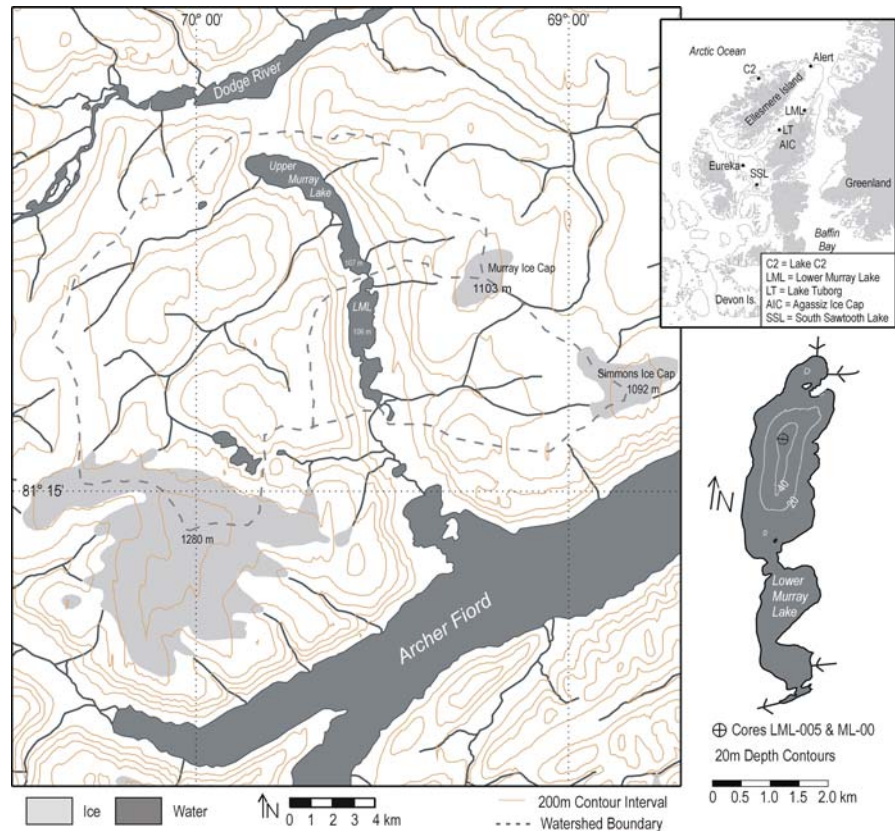 70° 00'
69° 00'
Dodge River
Upper
Murray
Lake
107 m
LML
106 m
Murray Ice Cap
1103 m
Simmons Ice Cap
1092 m
81° 15'
1280 m
Archer Fiord
Arctic Ocean
Alert
C2
Ellesmere Island
LML
LT
AIC
Eureka
SSL
Greenland
Baffin
Bay
Devon Is.
C2 = Lake C2
LML = Lower Murray Lake
LT = Lake Tuborg
AIC = Agassiz Ice Cap
SSL = South Sawtooth Lake
40
20
N
Lower
Murray
Lake
Cores LML-005 & ML-00
20m Depth Contours
0 0.5 1.0 1.5 2.0 km
Ice
Water
N
0 1 2 3 4 km
200m Contour Interval
Watershed Boundary